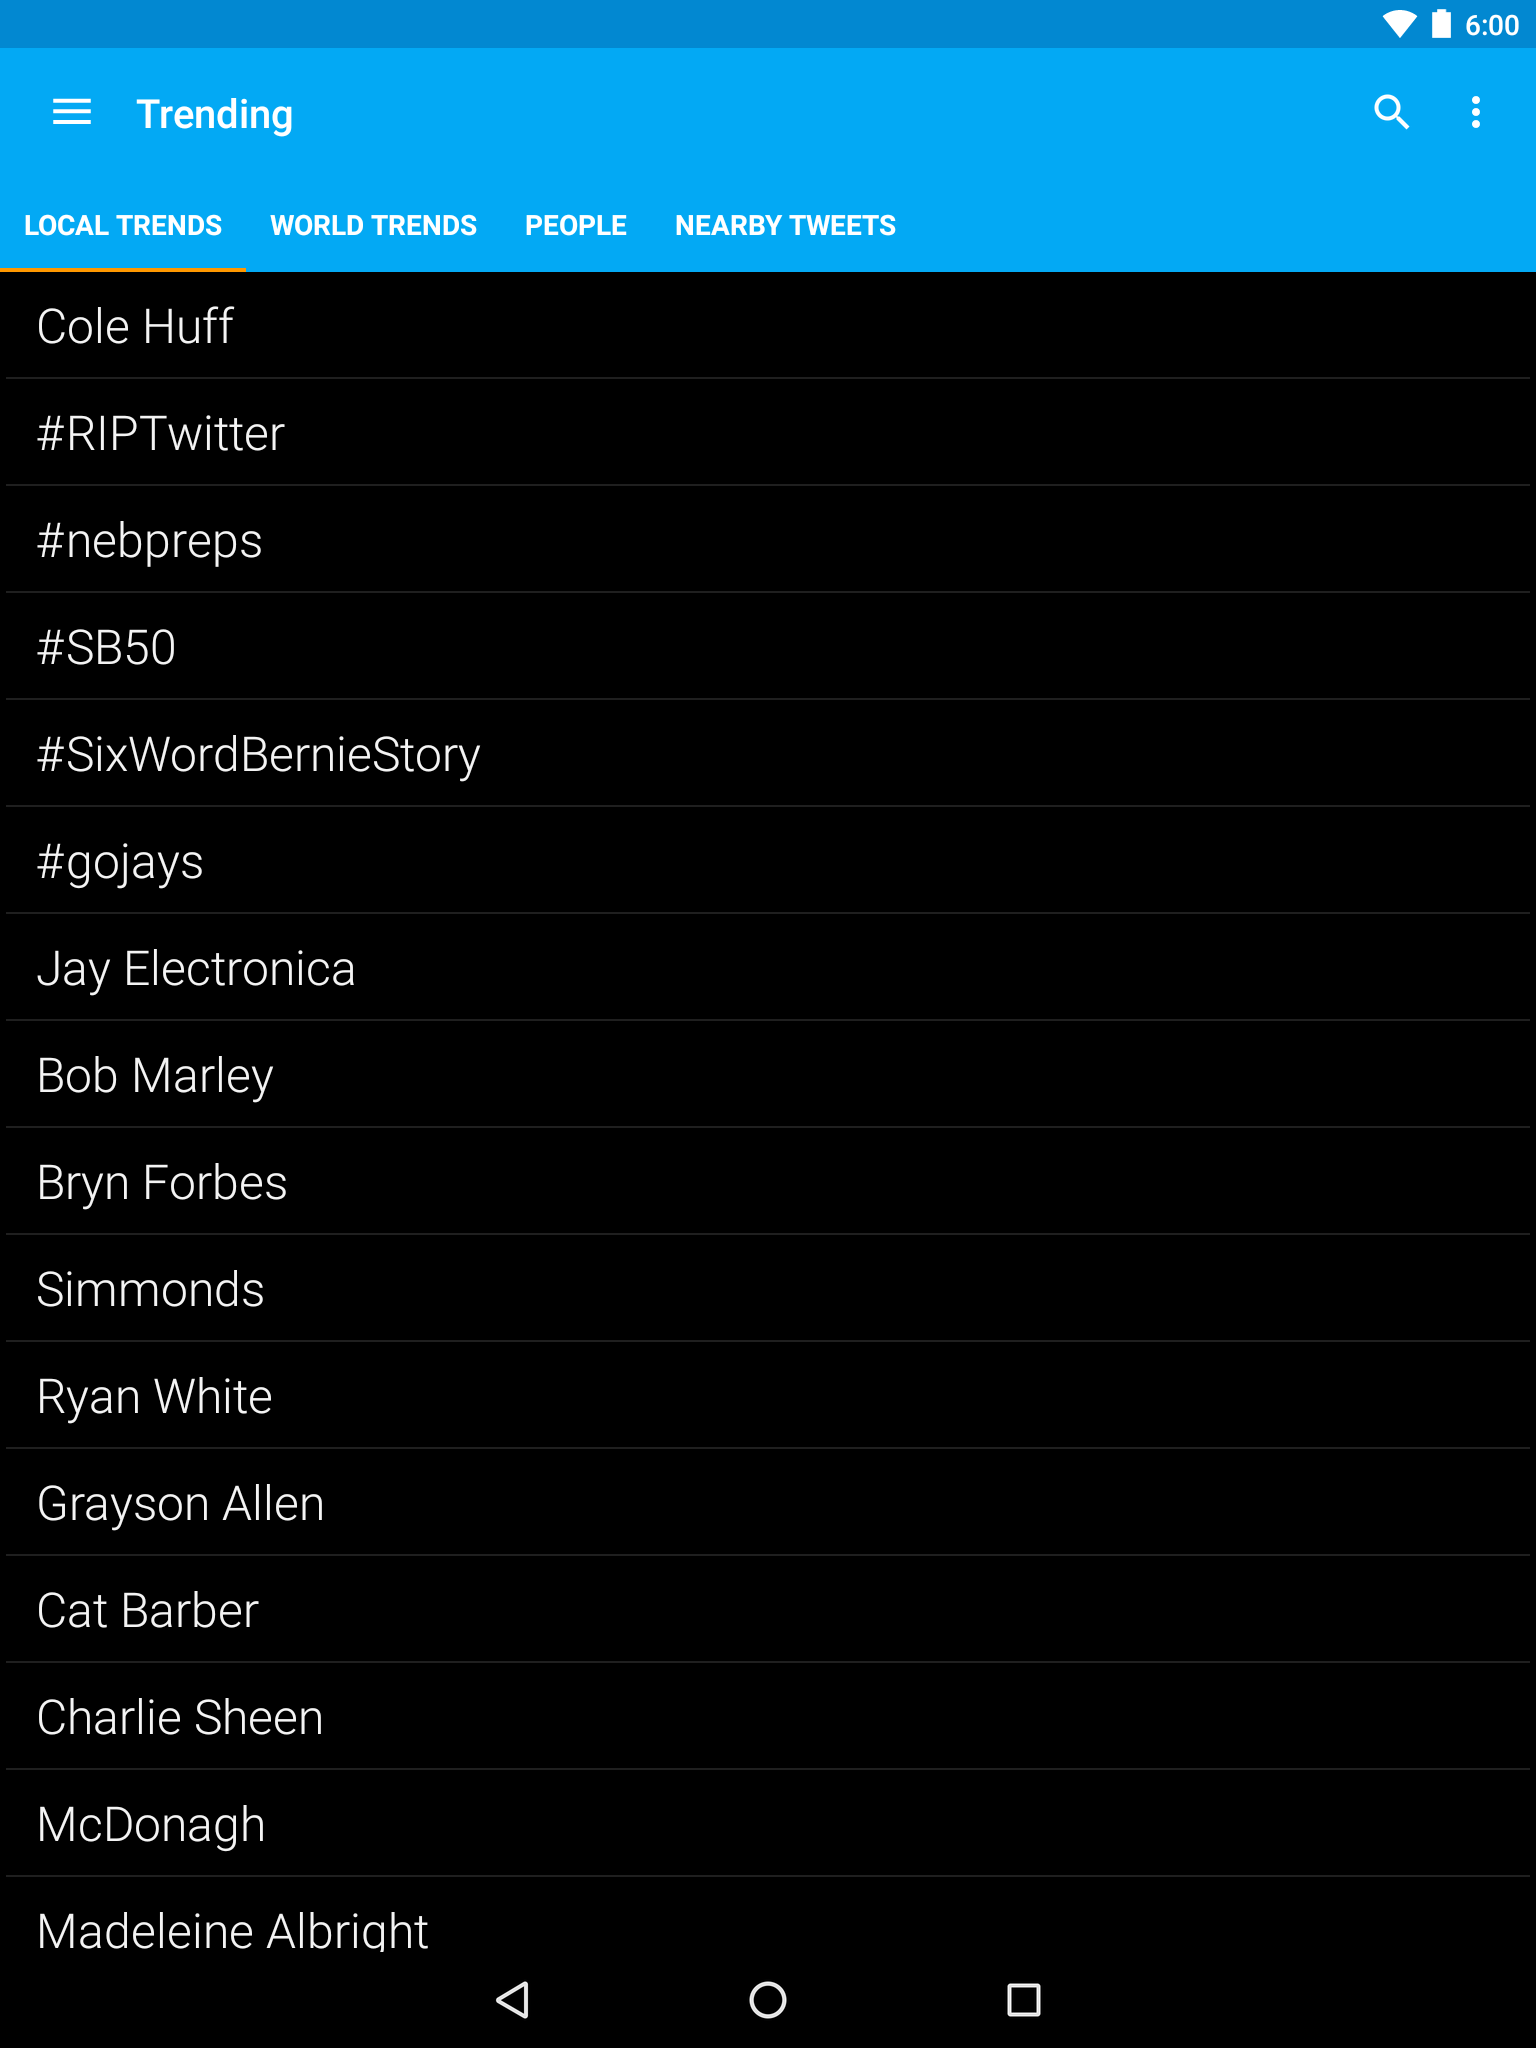 6:00
Trending
LOCAL TRENDS WORLD TRENDS PEOPLE NEARBY TWEETS
Cole Huff
#RIPTwitter
#nebpreps
#SB50
#SixWordBernieStory
#gojays
Jay Electronica
Bob Marley
Bryn Forbes
Simmonds
Ryan White
Grayson Allen
Cat Barber
Charlie Sheen
McDonagh
Madeleine Albright